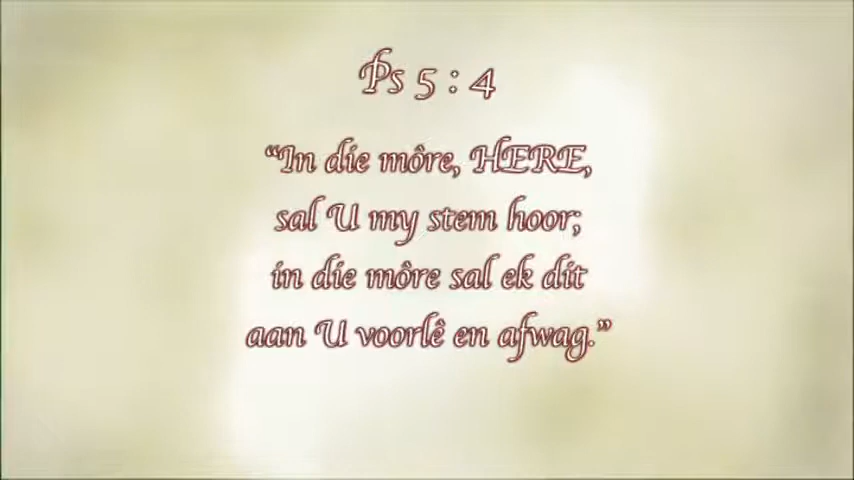 Ps 5 : 4
“In die môre, HERE,
sal U my stem hoor;
in die môre sal ek dit
aan U voorlê en afwag.”